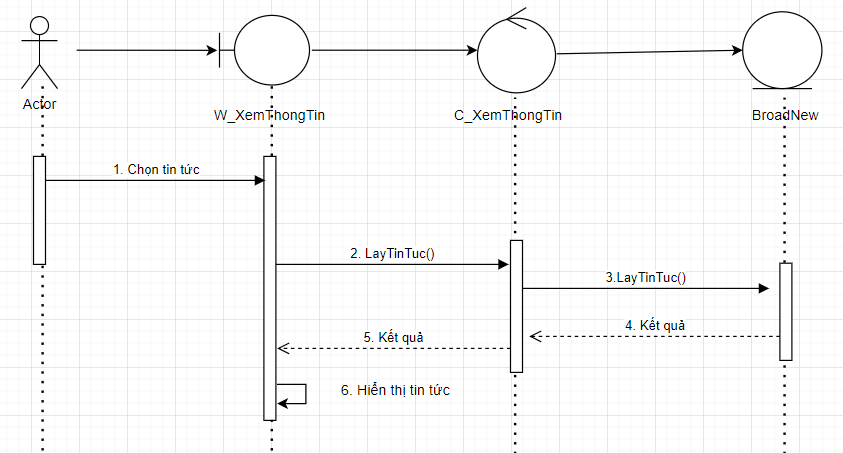 Actor
W_XemThongTin
C_XemThongTin
BroadNew
1. Chọn tin tức
2. LayTinTuc()
3.LayTinTuc()
4. Kết quả
5. Kết quả
6. Hiển thị tin tức